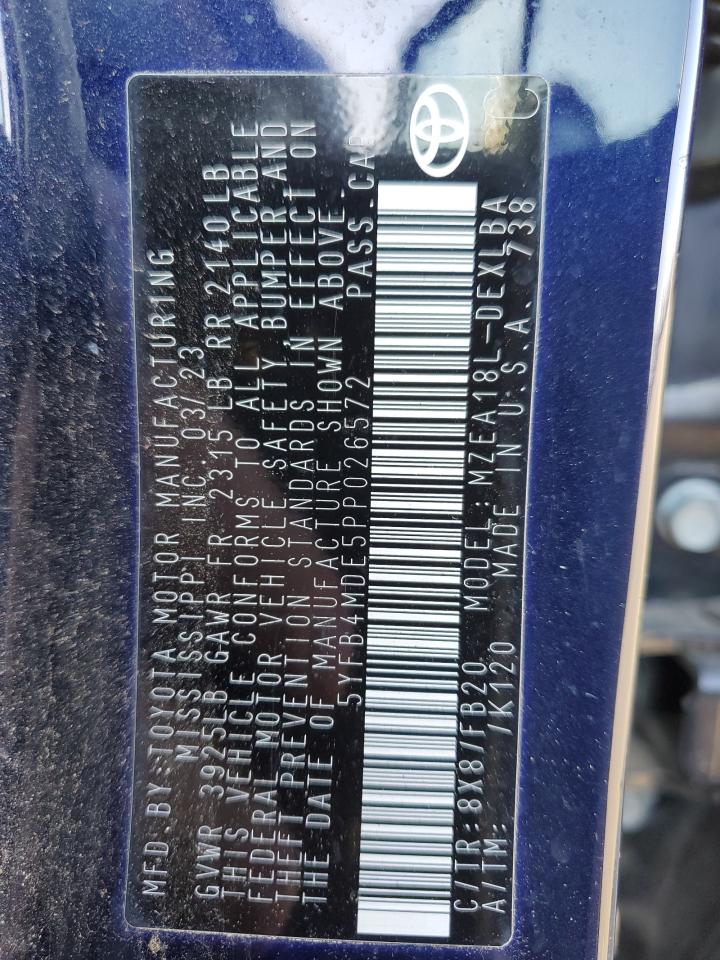 MFD.BY:TOYOTA MOTOR MANUFACTURING
MISSISSIPPI INC. 03/23
GVWR 3925LB GAWR FR 2315 LB RR 2140LB
THIS VEHICLE CONFORMS TO ALL APPLICABLE
FEDERAL MOTOR VEHICLE SAFETY BUMPER AND
THEFT PREVENTION STANDARDS IN EFFECT ON
THE DATE OF MANUFACTURE SHOWN ABOVE.
5YFB4MDE5PP026572 PASS.CAR
C/TR:8X8/FB20 MODEL:MZEA18L-DEXLBA
A/TM: /K120 MADE IN U.S.A. 738
C